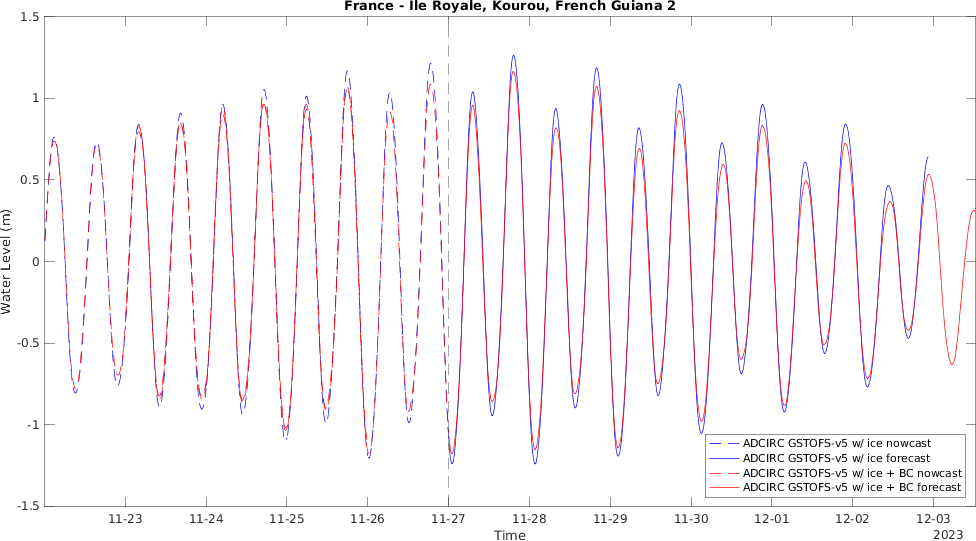 France - Ile Royale, Kourou, French Guiana 2
1.5
1
0.5
0
-0.5
-1
-1.5
Water Level (m)
ADCIRC GSTOFS-v5 w/ ice nowcast
ADCIRC GSTOFS-v5 w/ ice forecast
ADCIRC GSTOFS-v5 w/ ice + BC nowcast
ADCIRC GSTOFS-v5 w/ ice + BC forecast
11-23 11-24 11-25 11-26 11-27 11-28 11-29 11-30 12-01 12-02 12-03
Time
2023